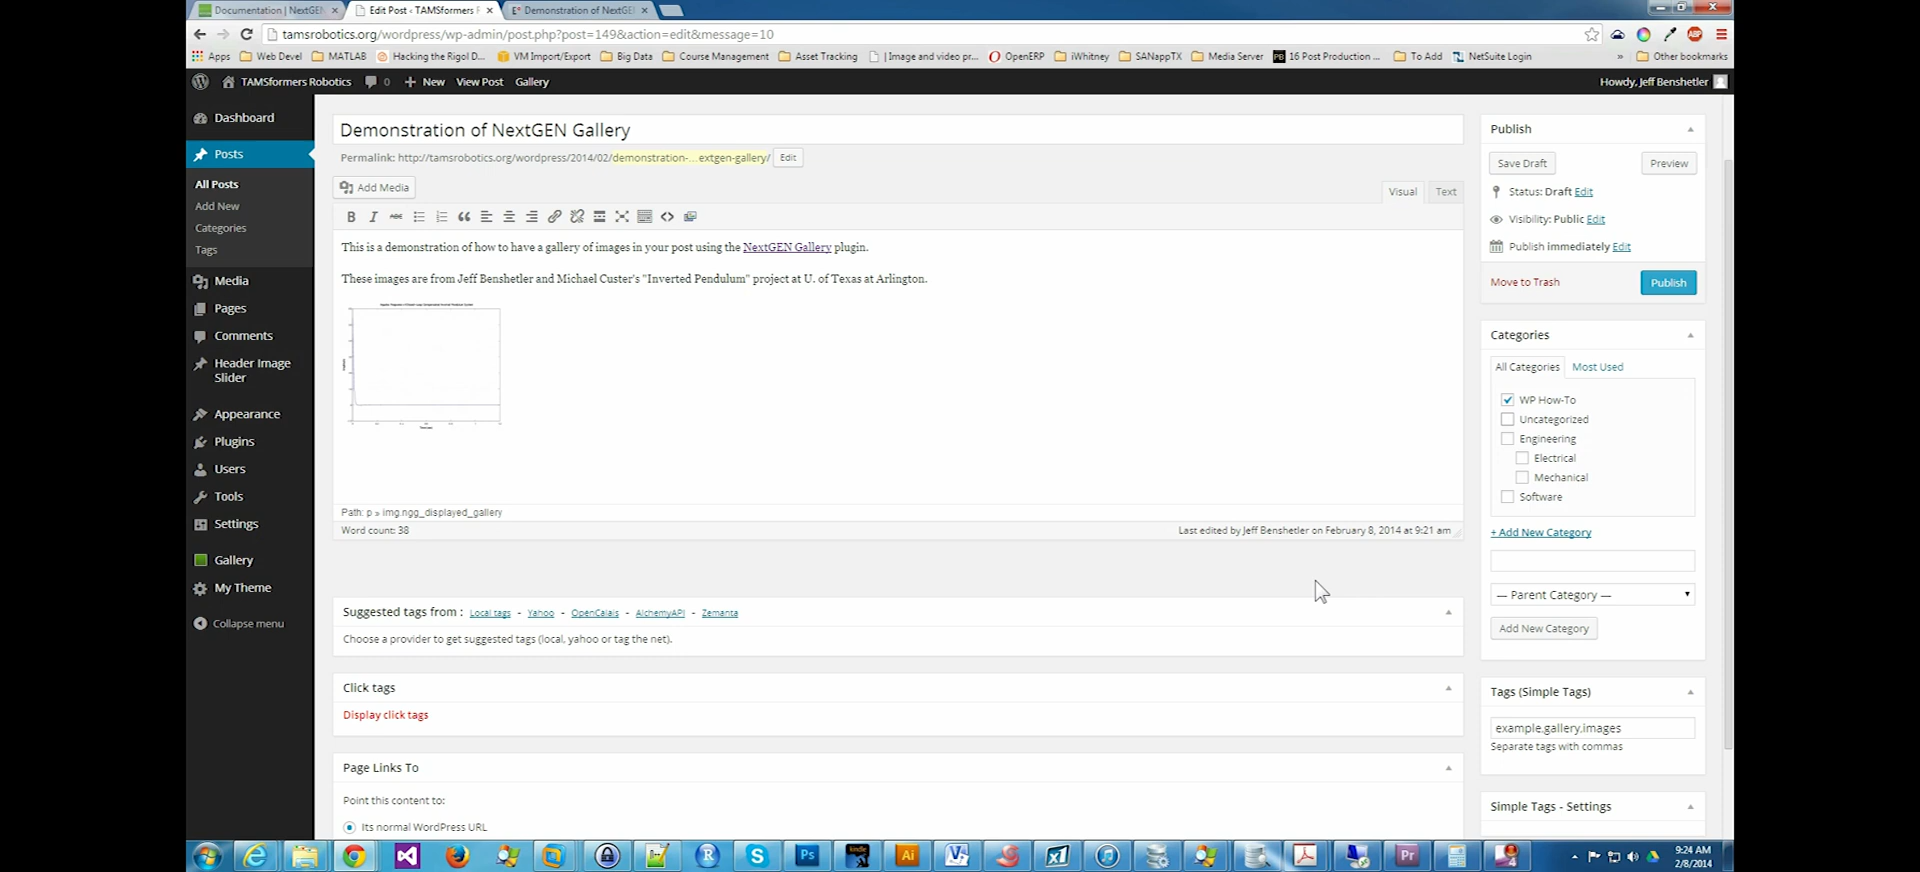 Documentation | NextGEN
Edit Post ‹ TAMSformers R
Demonstration of NextGE
tamsrobotics.org/wordpress/wp-admin/post.php?post=149&action=edit&message=10
Apps Web Devel MATLAB Hacking the Rigol D... VM Import/Export Big Data Course Management Asset Tracking | Image and video pr... OpenERP iWhitney SANappTX Media Server 16 Post Production ... To Add NetSuite Login » Other bookmarks
TAMSformers Robotics 0 + New View Post Gallery Howdy, Jeff Benshetler
Dashboard
Posts
All Posts
Add New
Categories
Tags
Media
Pages
Comments
Header Image
Slider
Appearance
Plugins
Users
Tools
Settings
Gallery
My Theme
Collapse menu
Demonstration of NextGEN Gallery
Permalink: http://tamsrobotics.org/wordpress/2014/02/demonstration-...extgen-gallery/ Edit
Add Media
Visual Text
B I ABC
This is a demonstration of how to have a gallery of images in your post using the NextGEN Gallery plugin.
These images are from Jeff Benshetler and Michael Custer's "Inverted Pendulum" project at U. of Texas at Arlington.
Path: p » img.ngg_displayed_gallery
Word count: 38 Last edited by Jeff Benshetler on February 8, 2014 at 9:21 am
Suggested tags from : Local tags - Yahoo - OpenCalais - AlchemyAPI - Zemanta
Choose a provider to get suggested tags (local, yahoo or tag the net).
Click tags
Display click tags
Page Links To
Point this content to:
Its normal WordPress URL
Publish
Save Draft Preview
Status: Draft Edit
Visibility: Public Edit
Publish immediately Edit
Move to Trash Publish
Categories
All Categories Most Used
WP How-To
Uncategorized
Engineering
Electrical
Mechanical
Software
+ Add New Category
— Parent Category —
Add New Category
Tags (Simple Tags)
example,gallery,images
Separate tags with commas
Simple Tags - Settings
9:24 AM
2/8/2014